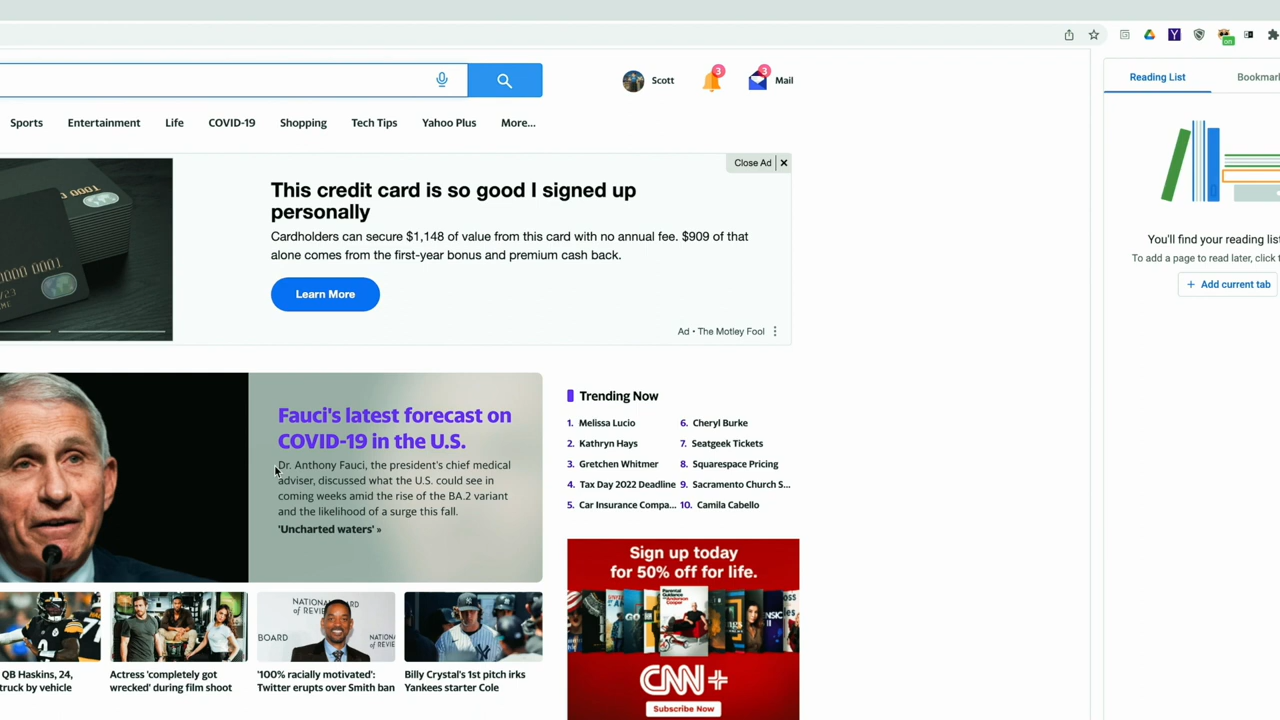 Y
on
Reading List
Bookmar
Scott
3
3
Mail
Sports
Entertainment
Life
COVID-19
Shopping
Tech Tips
Yahoo Plus
More...
Close Ad
This credit card is so good I signed up
personally
Cardholders can secure $1,148 of value from this card with no annual fee. $909 of that
alone comes from the first-year bonus and premium cash back.
Learn More
Ad • The Motley Fool
0001
0000 0001
You'll find your reading list
To add a page to read later, click
+ Add current tab
Fauci's latest forecast on
COVID-19 in the U.S.
Dr. Anthony Fauci, the president's chief medical
adviser, discussed what the U.S. could see in
coming weeks amid the rise of the BA.2 variant
and the likelihood of a surge this fall.
'Uncharted waters' »
Trending Now
1. Melissa Lucio
2. Kathryn Hays
3. Gretchen Whitmer
4. Tax Day 2022 Deadline
5. Car Insurance Compa...
6. Cheryl Burke
7. Seatgeek Tickets
8. Squarespace Pricing
9. Sacramento Church S...
10. Camila Cabello
Sign up today
for 50% off for life.
CNN+
Subscribe Now
QB Haskins, 24,
truck by vehicle
Actress 'completely got
wrecked' during film shoot
'100% racially motivated':
Twitter erupts over Smith ban
Billy Crystal's 1st pitch irks
Yankees starter Cole